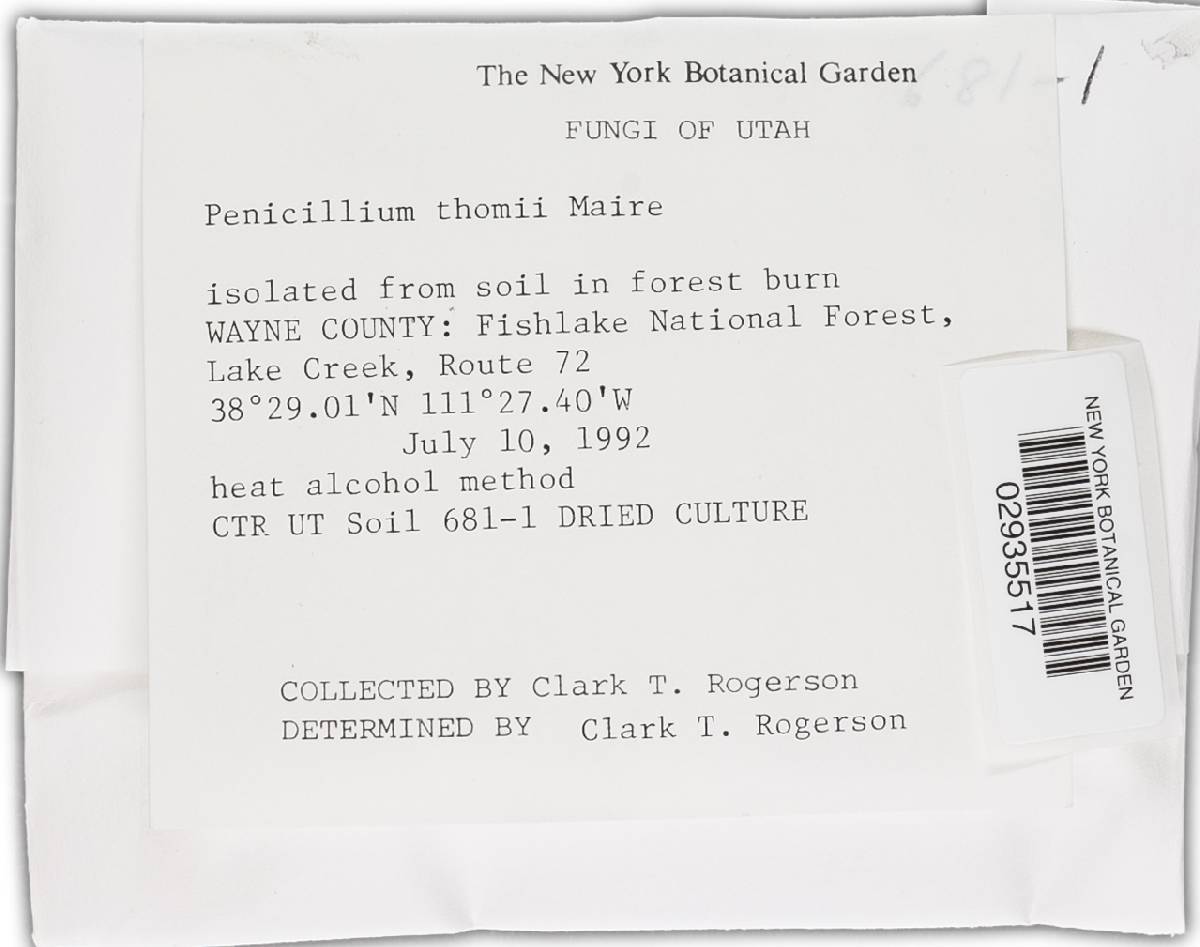 The New York Botanical Garden
681-1
FUNGI OF UTAH
Penicillium thomii Maire
isolated from soil in forest burn
WAYNE COUNTY: Fishlake National Forest,
Lake Creek, Route 72
38°29.01'N 111°27.40'W
July 10, 1992
heat alcohol method
CTR UT Soil 681-1 DRIED CULTURE
COLLECTED BY Clark T. Rogerson
DETERMINED BY Clark T. Rogerson
NEW YORK BOTANICAL GARDEN
02935517